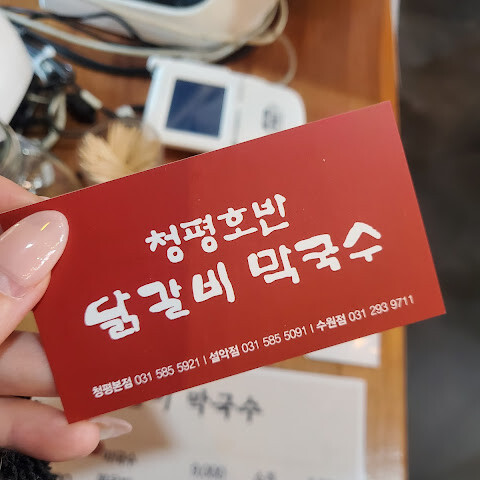 청평호반
닭갈비 막국수
청평본점 031 585 5921 | 설악점 031 585 5091 | 수원점 031 293 9711
막국수